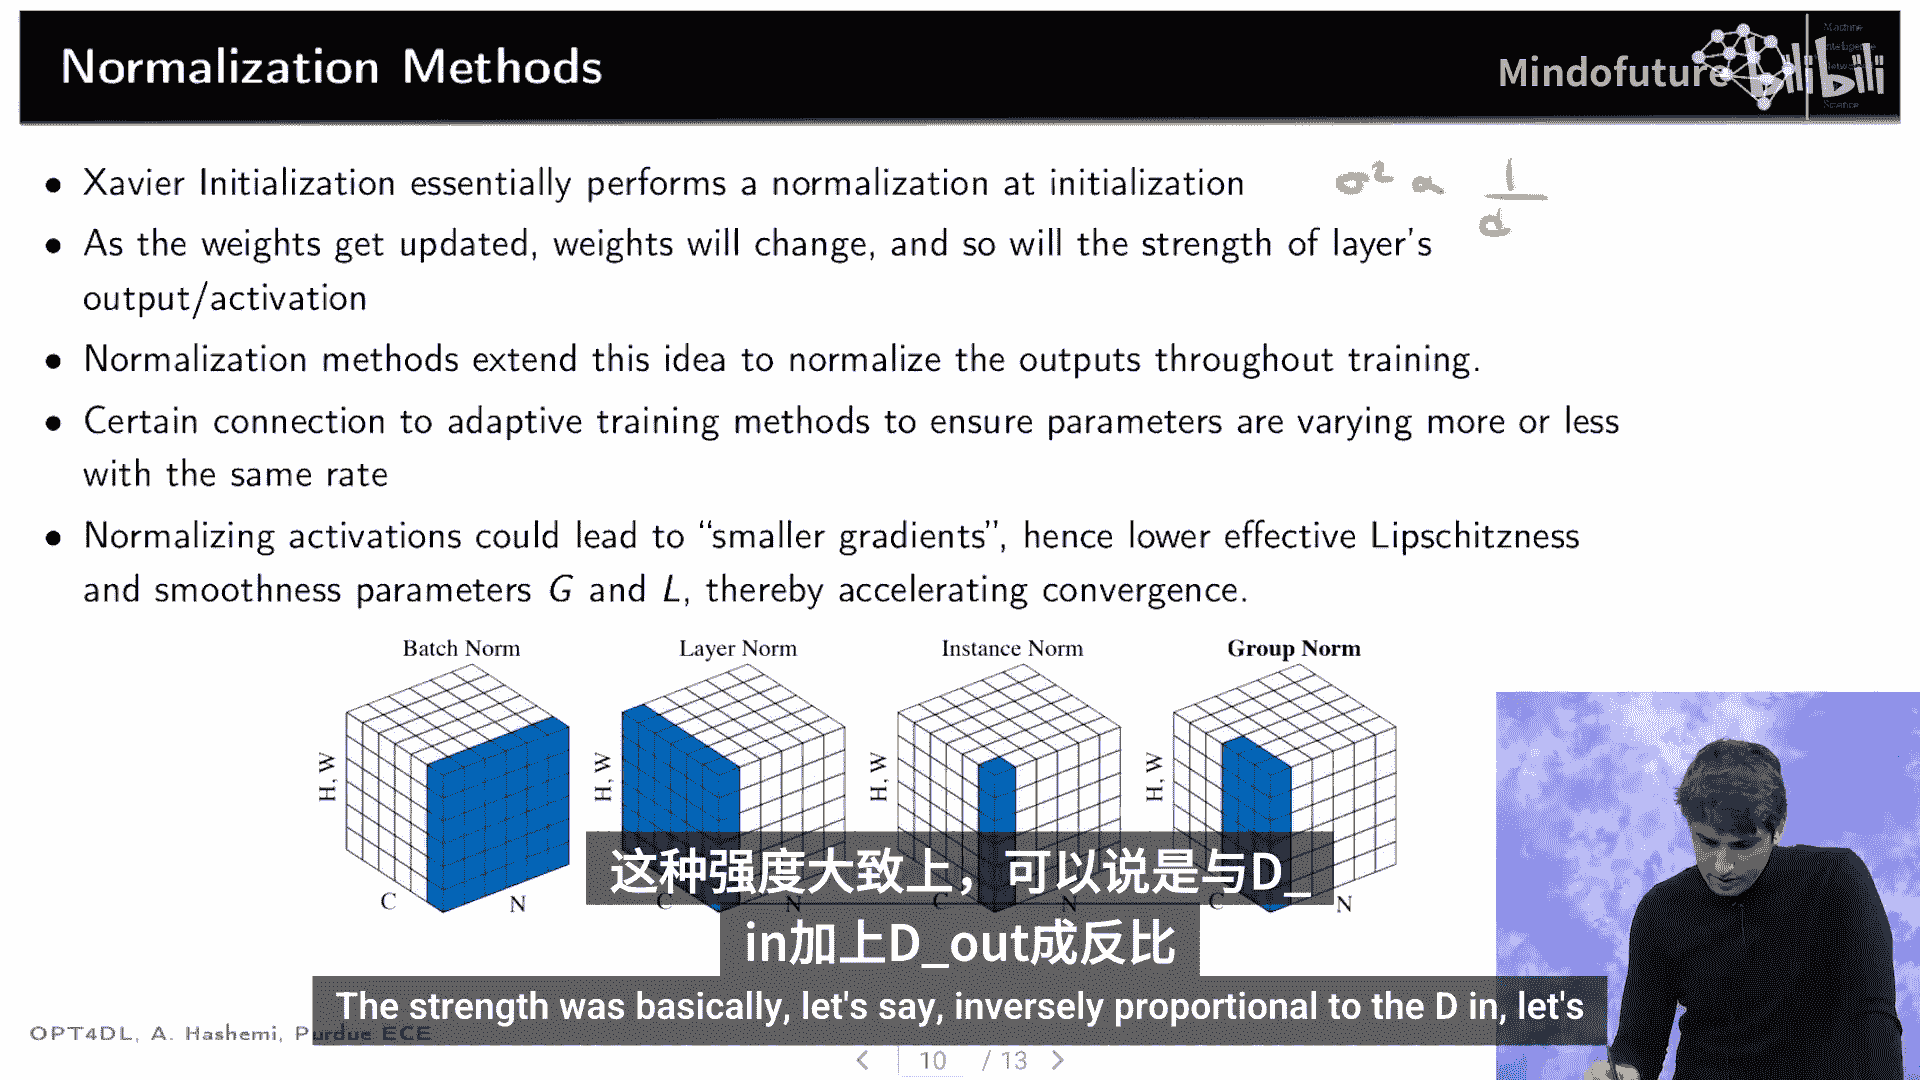 Normalization Methods
Mindofuture
bilibili
Machine
Science
• Xavier Initialization essentially performs a normalization at initialization
σ² α 1/d
• As the weights get updated, weights will change, and so will the strength of layer's
output/activation
• Normalization methods extend this idea to normalize the outputs throughout training.
• Certain connection to adaptive training methods to ensure parameters are varying more or less
with the same rate
• Normalizing activations could lead to “smaller gradients”, hence lower effective Lipschitzness
and smoothness parameters G and L, thereby accelerating convergence.
Batch Norm
Layer Norm
Instance Norm
Group Norm
H, W
H, W
H, W
H, W
C
N
C
N
C
N
C
N
这种强度大致上，可以说是与D_
in加上D_out成反比
The strength was basically, let's say, inversely proportional to the D in, let's
OPT4DL, A. Hashemi, Purdue ECE
10 / 13